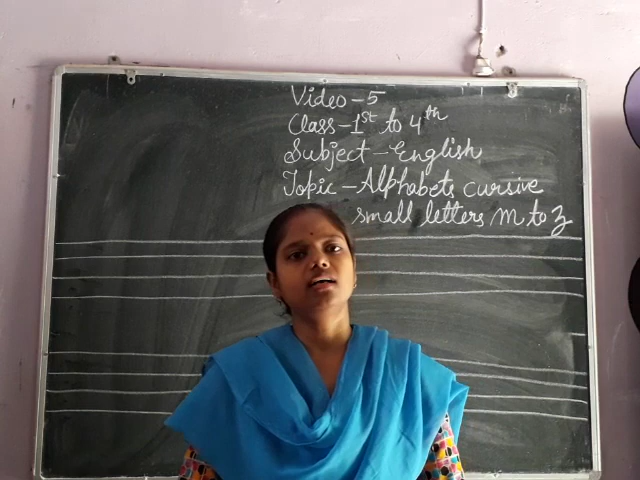 Video - 5
Class - 1st to 4th
Subject - English
Topic - Alphabets cursive
small letters m to z